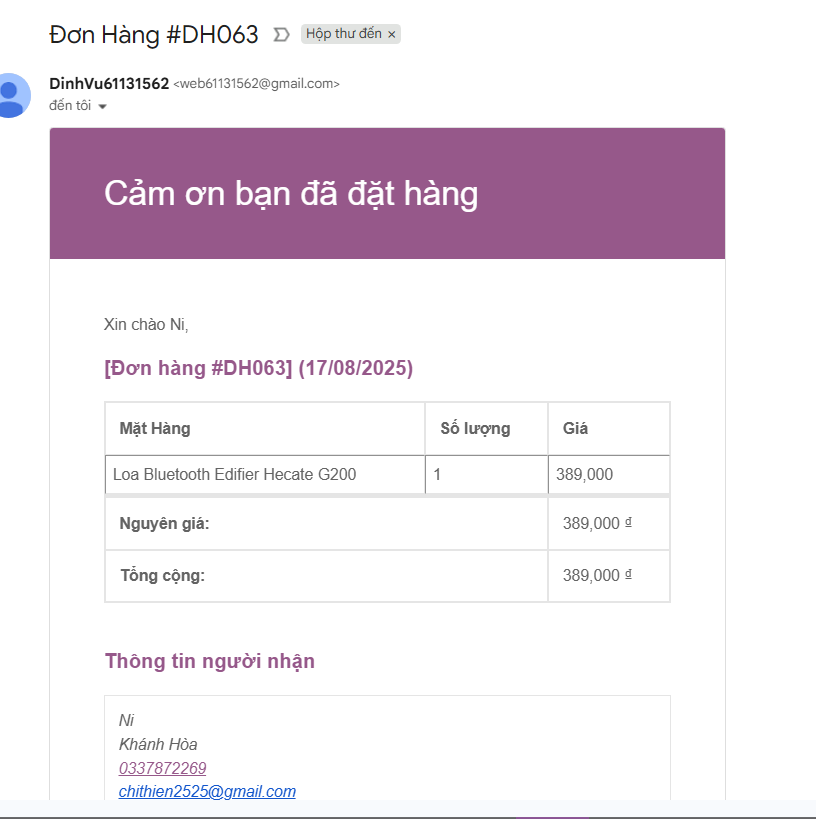 Đơn Hàng #DH063 Hộp thư đến ×
DinhVu61131562 <web61131562@gmail.com>
đến tôi
Cảm ơn bạn đã đặt hàng
Xin chào Ni,
[Đơn hàng #DH063] (17/08/2025)
Mặt Hàng Số lượng Giá
Loa Bluetooth Edifier Hecate G200 1 389,000
Nguyên giá: 389,000 ₫
Tổng cộng: 389,000 ₫
Thông tin người nhận
Ni
Khánh Hòa
0337872269
chithien2525@gmail.com